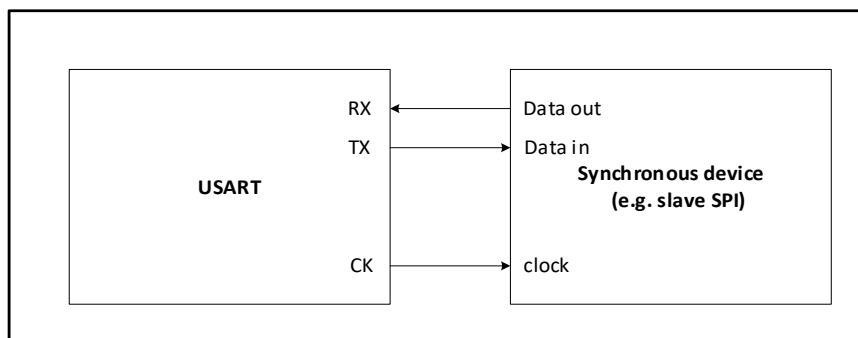 RX
Data out
TX
Data in
USART
Synchronous device
(e.g. slave SPI)
CK
clock